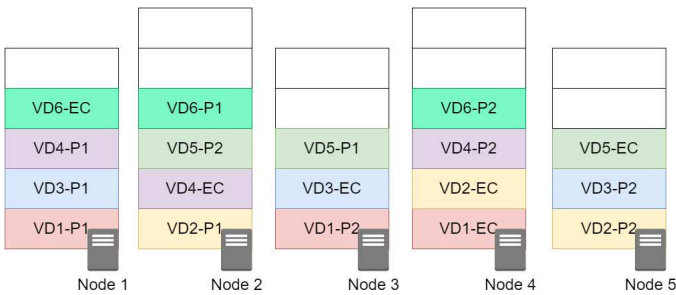 VD6-EC
VD4-P1
VD3-P1
VD1-P1
Node 1
VD6-P1
VD5-P2
VD4-EC
VD2-P1
Node 2
VD5-P1
VD3-EC
VD1-P2
Node 3
VD6-P2
VD4-P2
VD2-EC
VD1-EC
Node 4
VD5-EC
VD3-P2
VD2-P2
Node 5